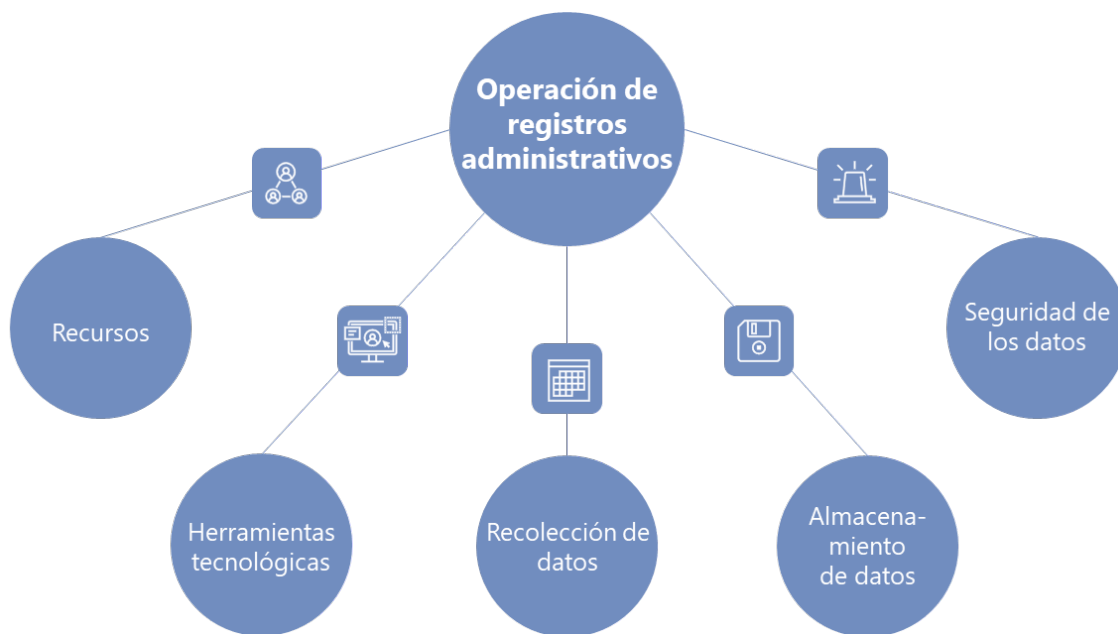 Operación de
registros
administrativos
Recursos
Seguridad de
los datos
Herramientas
tecnológicas
Recolección de
datos
Almacena-
miento
de datos